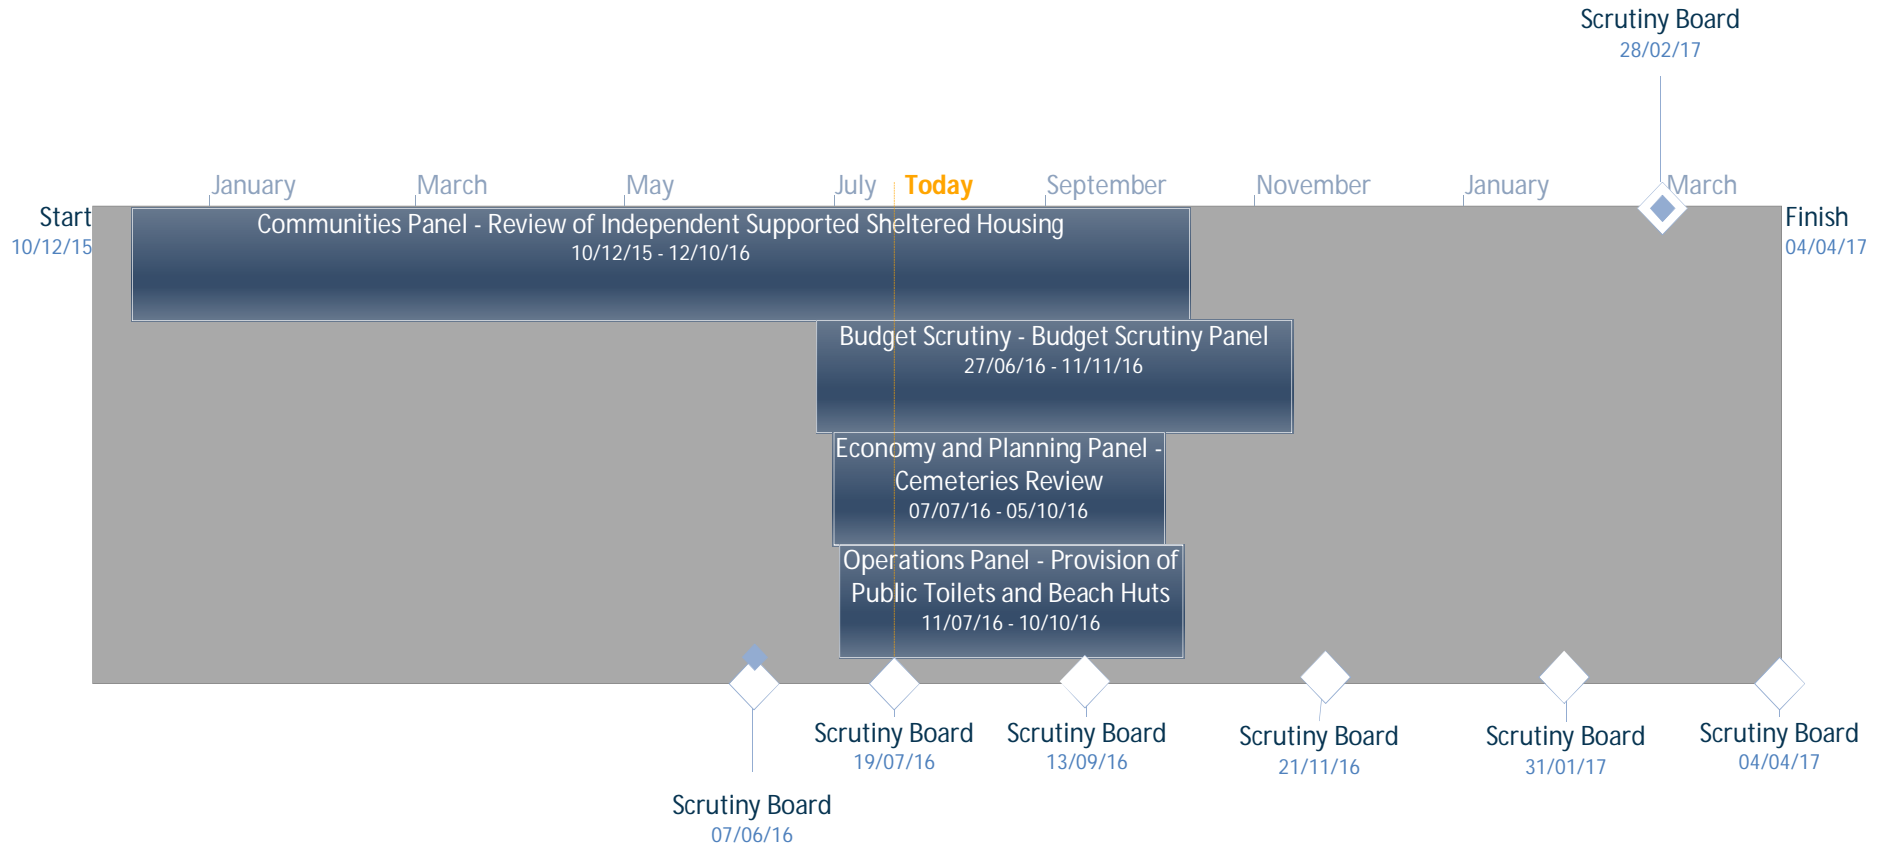 Scrutiny Board
28/02/17
January
March
May
July
Today
September
November
January
March
Start
10/12/15
Finish
04/04/17
Communities Panel - Review of Independent Supported Sheltered Housing
10/12/15 - 12/10/16
Budget Scrutiny - Budget Scrutiny Panel
27/06/16 - 11/11/16
Economy and Planning Panel -
Cemeteries Review
07/07/16 - 05/10/16
Operations Panel - Provision of
Public Toilets and Beach Huts
11/07/16 - 10/10/16
Scrutiny Board
19/07/16
Scrutiny Board
13/09/16
Scrutiny Board
21/11/16
Scrutiny Board
31/01/17
Scrutiny Board
04/04/17
Scrutiny Board
07/06/16